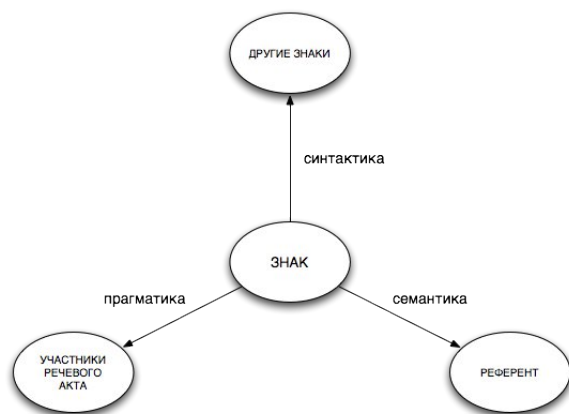 ДРУГИЕ ЗНАКИ
синтактика
ЗНАК
прагматика
семантика
УЧАСТНИКИ
РЕЧЕВОГО
АКТА
РЕФЕРЕНТ